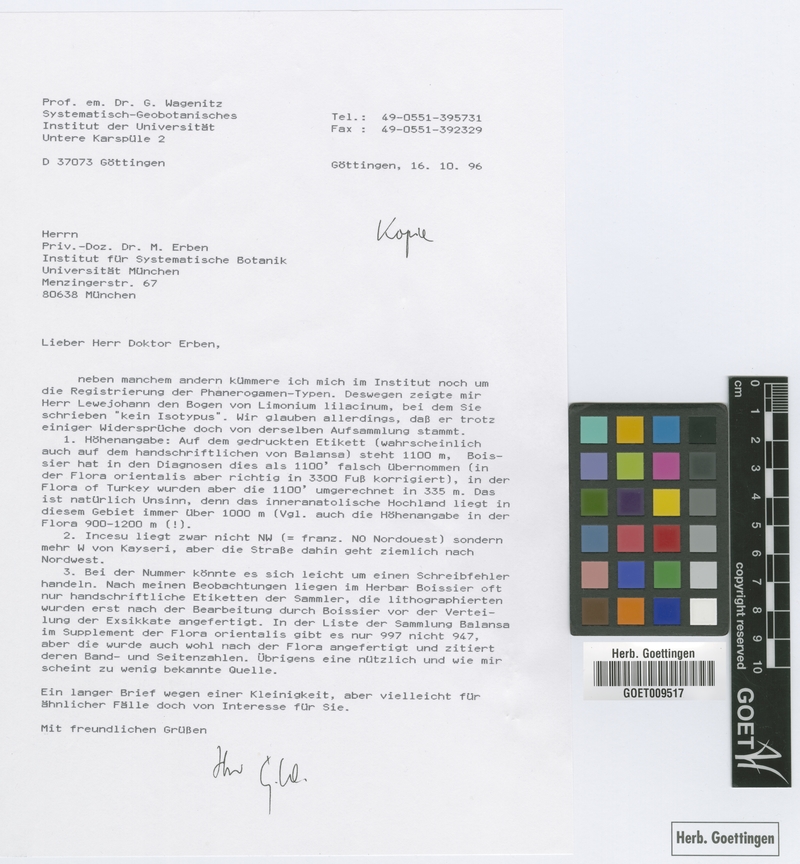 Prof. em. Dr. G. Wagenitz
Systematisch-Geobotanisches
Institut der Universität
Untere Karspüle 2
D 37073 Göttingen
Tel.: 49-0551-395731
Fax : 49-0551-392329
Göttingen, 16. 10. 96
Kopie
Herrn
Priv.-Doz. Dr. M. Erben
Institut für Systematische Botanik
Universität München
Menzingerstr. 67
80638 München
Lieber Herr Doktor Erben,
neben manchem andern kümmere ich mich im Institut noch um
die Registrierung der Phanerogamen-Typen. Deswegen zeigte mir
Herr Lewejohann den Bogen von Limonium lilacinum, bei dem Sie
schrieben "kein Isotypus". Wir glauben allerdings, daß er trotz
einiger Widersprüche doch von derselben Aufsammlung stammt.
1. Höhenangabe: Auf dem gedruckten Etikett (wahrscheinlich
auch auf dem handschriftlichen von Balansa) steht 1100 m, Bois-
sier hat in den Diagnosen dies als 1100' falsch übernommen (in
der Flora orientalis aber richtig in 3300 Fuß korrigiert), in der
Flora of Turkey wurden aber die 1100' umgerechnet in 335 m. Das
ist natürlich Unsinn, denn das inneranatolische Hochland liegt in
diesem Gebiet immer über 1000 m (Vgl. auch die Höhenangabe in der
Flora 900-1200 m (!).
2. Incesu liegt zwar nicht NW (= franz. NO Nordouest) sondern
mehr W von Kayseri, aber die Straße dahin geht ziemlich nach
Nordwest.
3. Bei der Nummer könnte es sich leicht um einen Schreibfehler
handeln. Nach meinen Beobachtungen liegen im Herbar Boissier oft
nur handschriftliche Etiketten der Sammler, die lithographierten
wurden erst nach der Bearbeitung durch Boissier vor der Vertei-
lung der Exsikkate angefertigt. In der Liste der Sammlung Balansa
im Supplement der Flora orientalis gibt es nur 997 nicht 947,
aber die wurde auch wohl nach der Flora angefertigt und zitiert
deren Band- und Seitenzahlen. Übrigens eine nützlich und wie mir
scheint zu wenig bekannte Quelle.
Ein langer Brief wegen einer Kleinigkeit, aber vielleicht für
ähnlicher Fälle doch von Interesse für Sie.
Mit freundlichen Grüßen
Ihr G. W.
cm
0 1 2 3 4 5 6 7 8 9 10
copyright reserved
GOET
Herb. Goettingen
GOET009517
Herb. Goettingen